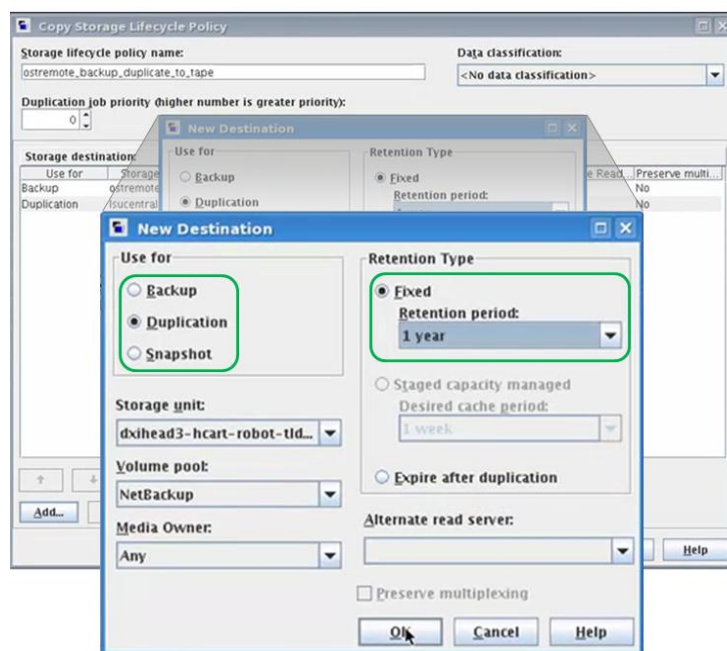 Copy Storage Lifecycle Policy
Storage lifecycle policy name:
Data classification:
ostremote_backup_duplicate_to_tape
<No data classification>
Duplication job priority (higher number is greater priority):
0
New Destination
Storage destination
Use for
Retention Type
Use for
Storage
Read...
Preserve multi...
Backup
Fixed
Backup
ostremote
No
Retention period:
Duplication
Duplication
lsucentral
No
New Destination
Use for
Retention Type
Backup
Fixed
Retention period:
Duplication
1 year
Snapshot
Staged capacity managed
Storage unit:
Desired cache period:
dxihead3-hcart-robot-tld...
1 week
Volume pool:
Expire after duplication
NetBackup
Add...
Media Owner:
Alternate read server:
Any
Help
Preserve multiplexing
OK
Cancel
Help